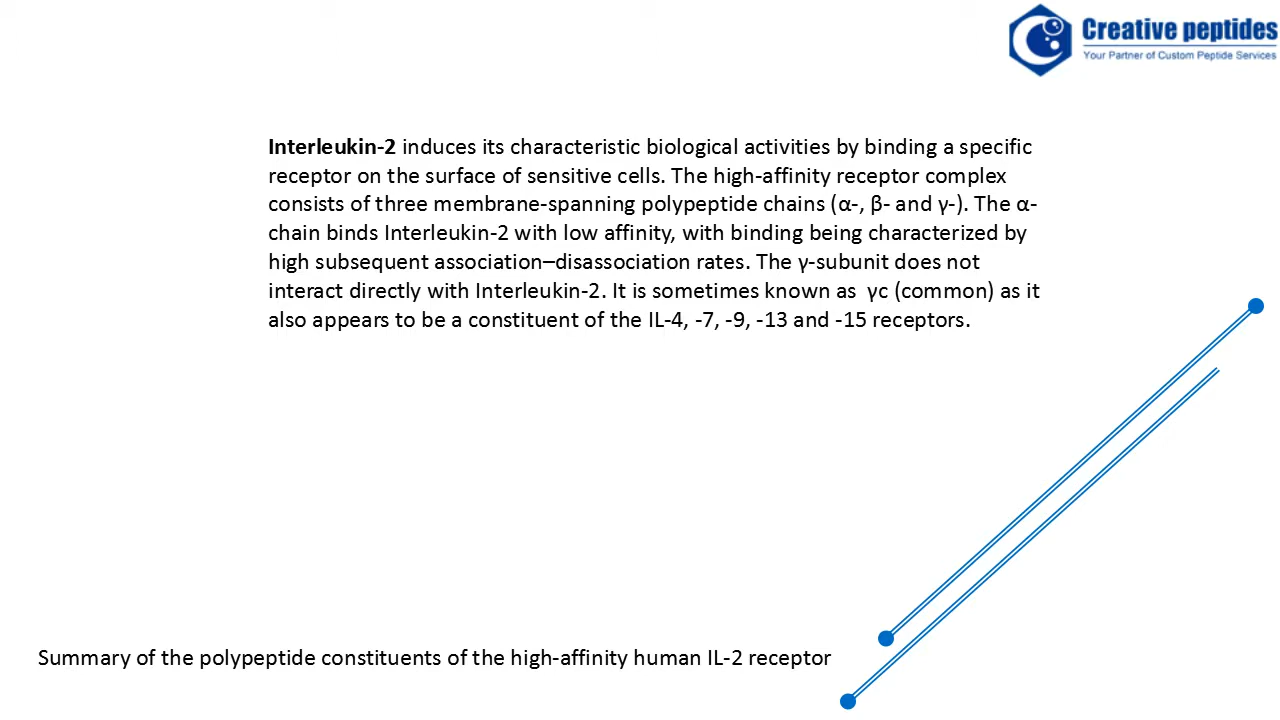 Creative peptides
Your Partner of Custom Peptide Services
Interleukin-2 induces its characteristic biological activities by binding a specific
receptor on the surface of sensitive cells. The high-affinity receptor complex
consists of three membrane-spanning polypeptide chains (α-, β- and γ-). The α-
chain binds Interleukin-2 with low affinity, with binding being characterized by
high subsequent association–disassociation rates. The γ-subunit does not
interact directly with Interleukin-2. It is sometimes known as  γc (common) as it
also appears to be a constituent of the IL-4, -7, -9, -13 and -15 receptors.
Summary of the polypeptide constituents of the high-affinity human IL-2 receptor